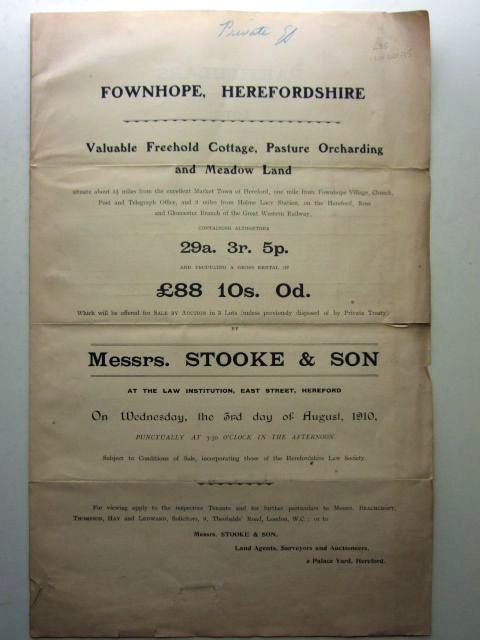 Private
FOWNHOPE, HEREFORDSHIRE
Valuable Freehold Cottage, Pasture Orcharding
and Meadow Land
situate about miles from the excellent Market Town of Hereford, one mile from Fownhope Village, Church,
Post and Telegraph Office, and 2 miles from Holme Lacy Station, on the Hereford, Ross
and Gloucester Branch of the Great Western Railway,
CONTAINING ALTOGETHER
29a. 3r. 5p.
AND PRODUCING A GROSS RENTAL OF
£88 10s. 0d.
Which will be offered for SALE BY AUCTION in 3 Lots (unless previously disposed of by Private Treaty)
BY
Messrs. STOOKE & SON
AT THE LAW INSTITUTION, EAST STREET, HEREFORD
On Wednesday, the 3rd day of August, 1910,
PUNCTUALLY AT 3-30 O'CLOCK IN THE AFTERNOON
Subject to Conditions of Sale, incorporating those of the Herefordshire Law Society.
For viewing apply to the respective Tenants and for further particulars to Messrs. BEACHCROFT,
THOMPSON, HAY and LEDWARD, Solicitors, 9, Theobalds' Road, London, W.C.; or to
Messrs. STOOKE & SON,
Land Agents, Surveyors and Auctioneers,
2 Palace Yard, Hereford.